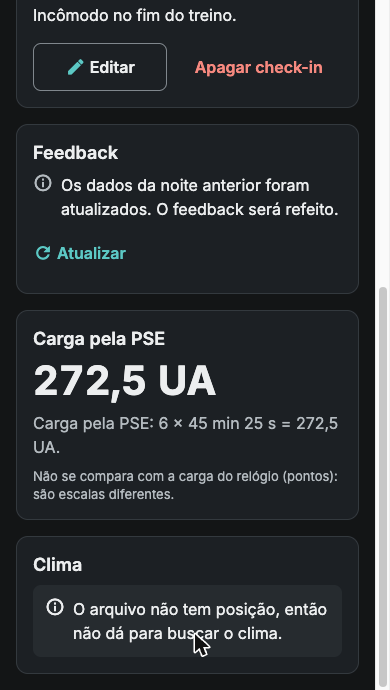 Incômodo no fim do treino.
Editar
Apagar check-in
Feedback
Os dados da noite anterior foram
atualizados. O feedback será refeito.
Atualizar
Carga pela PSE
272,5 UA
Carga pela PSE: 6 × 45 min 25 s = 272,5
UA.
Não se compara com a carga do relógio (pontos):
são escalas diferentes.
Clima
O arquivo não tem posição, então
não dá para buscar o clima.